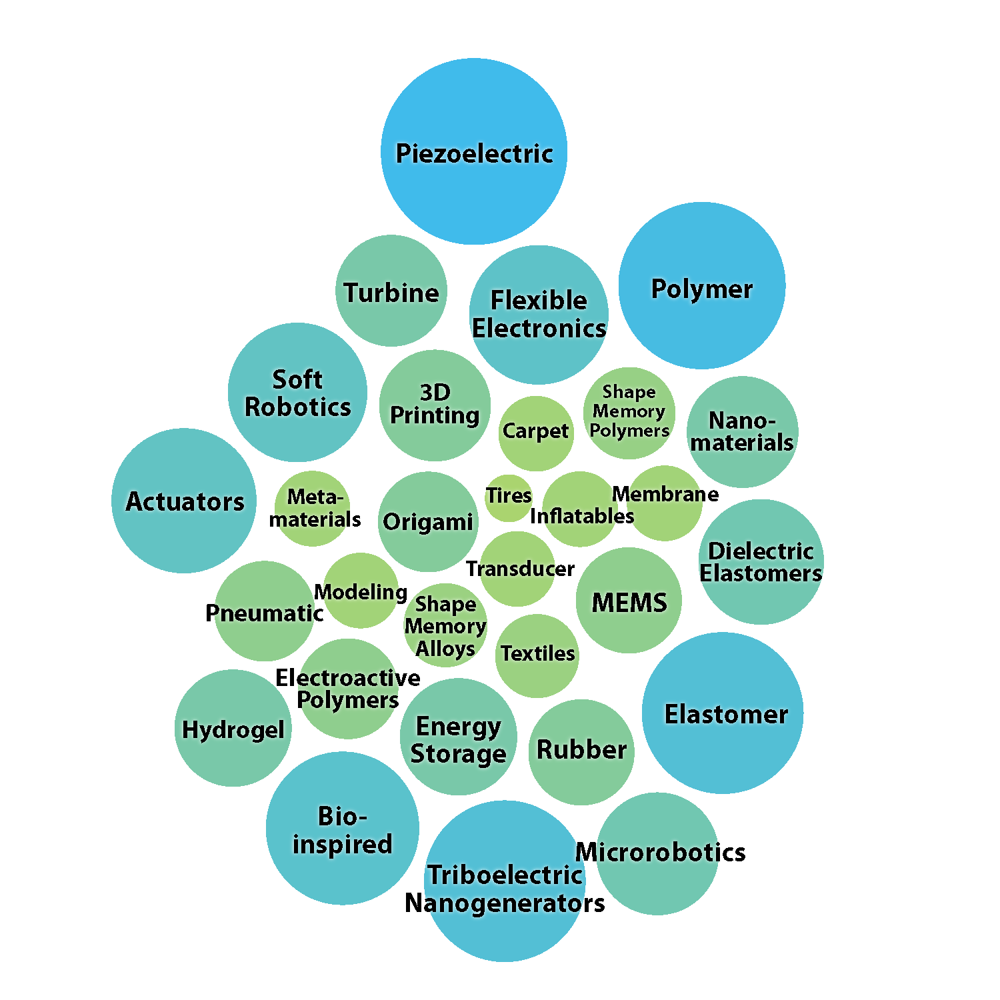 Piezoelectric
Polymer
Turbine
Flexible
Electronics
Soft
Robotics
3D
Printing
Carpet
Shape
Memory
Polymers
Nano-
materials
Actuators
Meta-
materials
Origami
Tires
Inflatables
Membrane
Transducer
Dielectric
Elastomers
Pneumatic
Modeling
Shape
Memory
Alloys
MEMS
Textiles
Electroactive
Polymers
Hydrogel
Energy
Storage
Rubber
Elastomer
Bio-
inspired
Triboelectric
Nanogenerators
Microrobotics